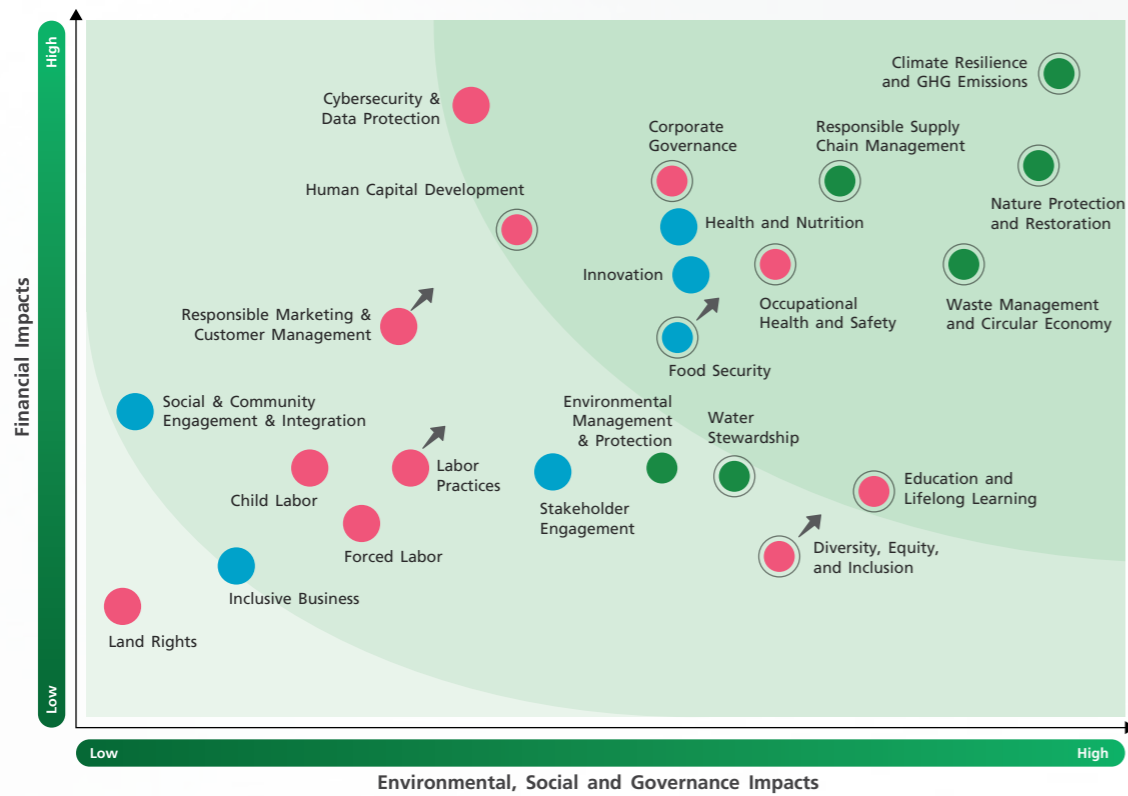 High
Climate Resilience
and GHG Emissions
Cybersecurity &
Data Protection
Corporate
Governance
Responsible Supply
Chain Management
Human Capital Development
Nature Protection
and Restoration
Health and Nutrition
Innovation
Occupational
Health and Safety
Waste Management
and Circular Economy
Responsible Marketing &
Customer Management
Food Security
Financial Impacts
Social & Community
Engagement & Integration
Environmental
Management
& Protection
Water
Stewardship
Labor
Practices
Child Labor
Education and
Lifelong Learning
Stakeholder
Engagement
Forced Labor
Diversity, Equity,
and Inclusion
Inclusive Business
Land Rights
Low
Low
High
Environmental, Social and Governance Impacts